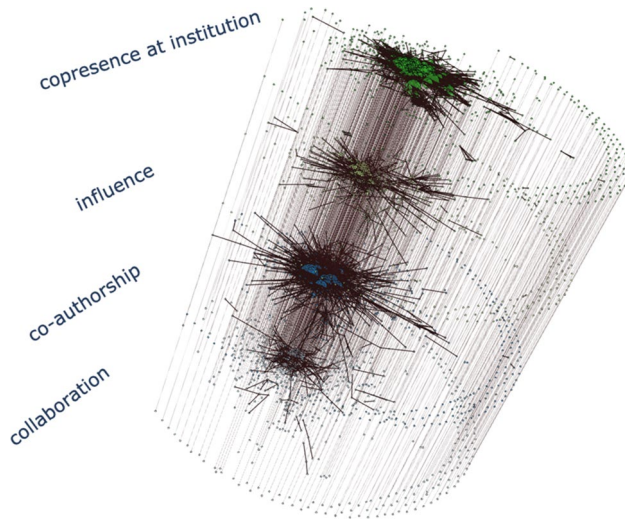 copresence at institution
influence
co-authorship
collaboration